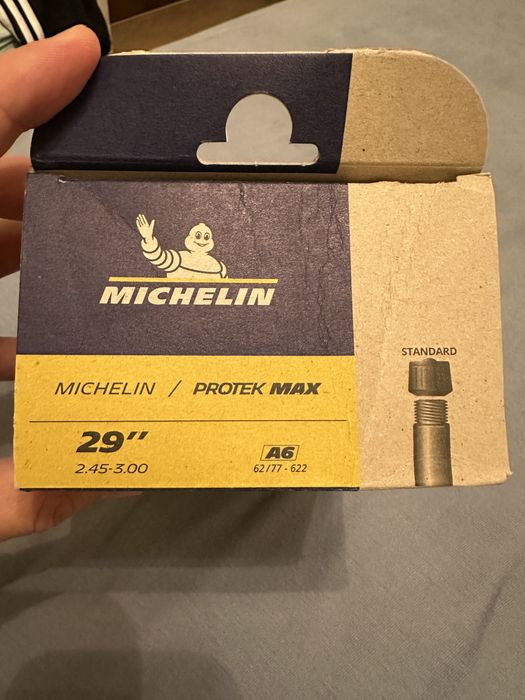 MICHELIN
STANDARD
MICHELIN / PROTEK MAX
29"
2.45-3.00
A6
62/77 - 622